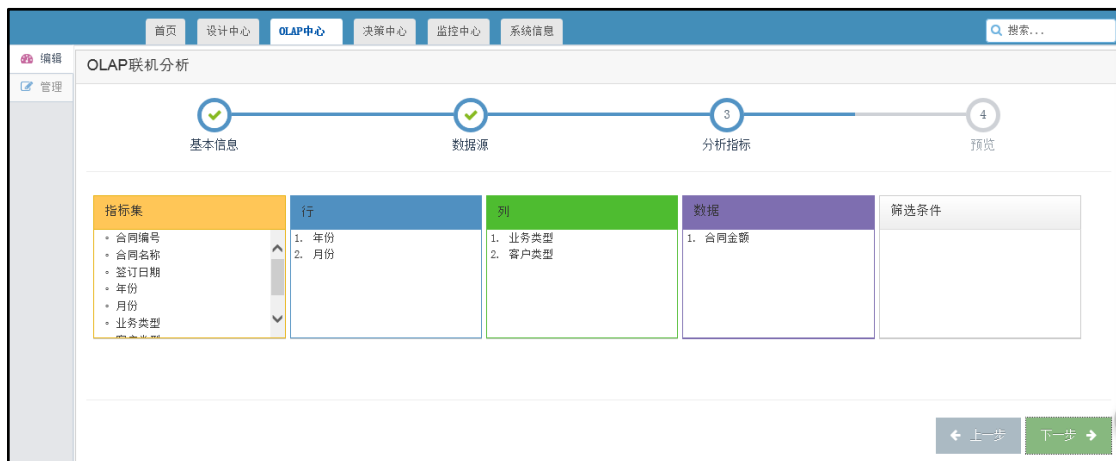 首页 设计中心 OLAP中心 决策中心 监控中心 系统信息 搜索...
编辑
管理
OLAP联机分析
3 4
基本信息 数据源 分析指标 预览
指标集 行 列 数据 筛选条件
合同编号 1. 年份 1. 业务类型 1. 合同金额
合同名称 2. 月份 2. 客户类型
签订日期
年份
月份
业务类型
上一步 下一步